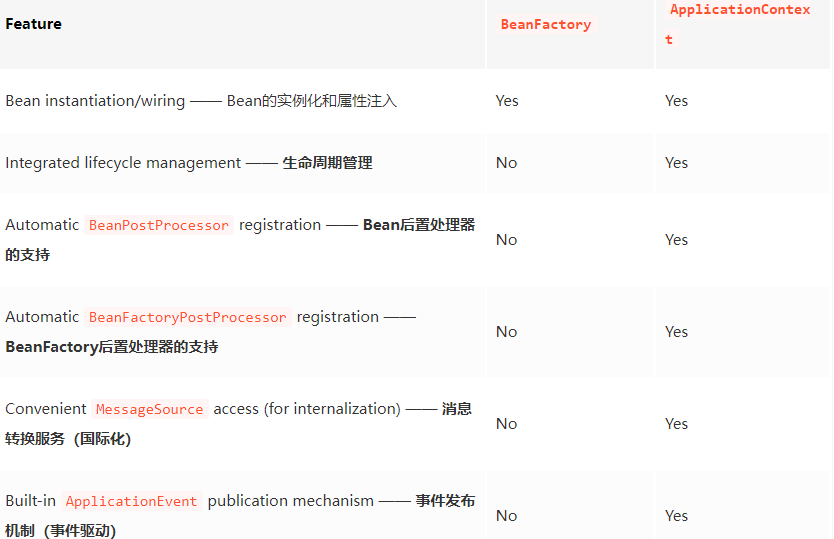 Feature
BeanFactory
ApplicationContex
t
Bean instantiation/wiring —— Bean的实例化和属性注入
Yes
Yes
Integrated lifecycle management —— 生命周期管理
No
Yes
Automatic BeanPostProcessor registration —— Bean后置处理器
的支持
No
Yes
Automatic BeanFactoryPostProcessor registration ——
BeanFactory后置处理器的支持
No
Yes
Convenient MessageSource access (for internalization) —— 消息
转换服务（国际化）
No
Yes
Built-in ApplicationEvent publication mechanism —— 事件发布
机制（事件驱动）
No
Yes